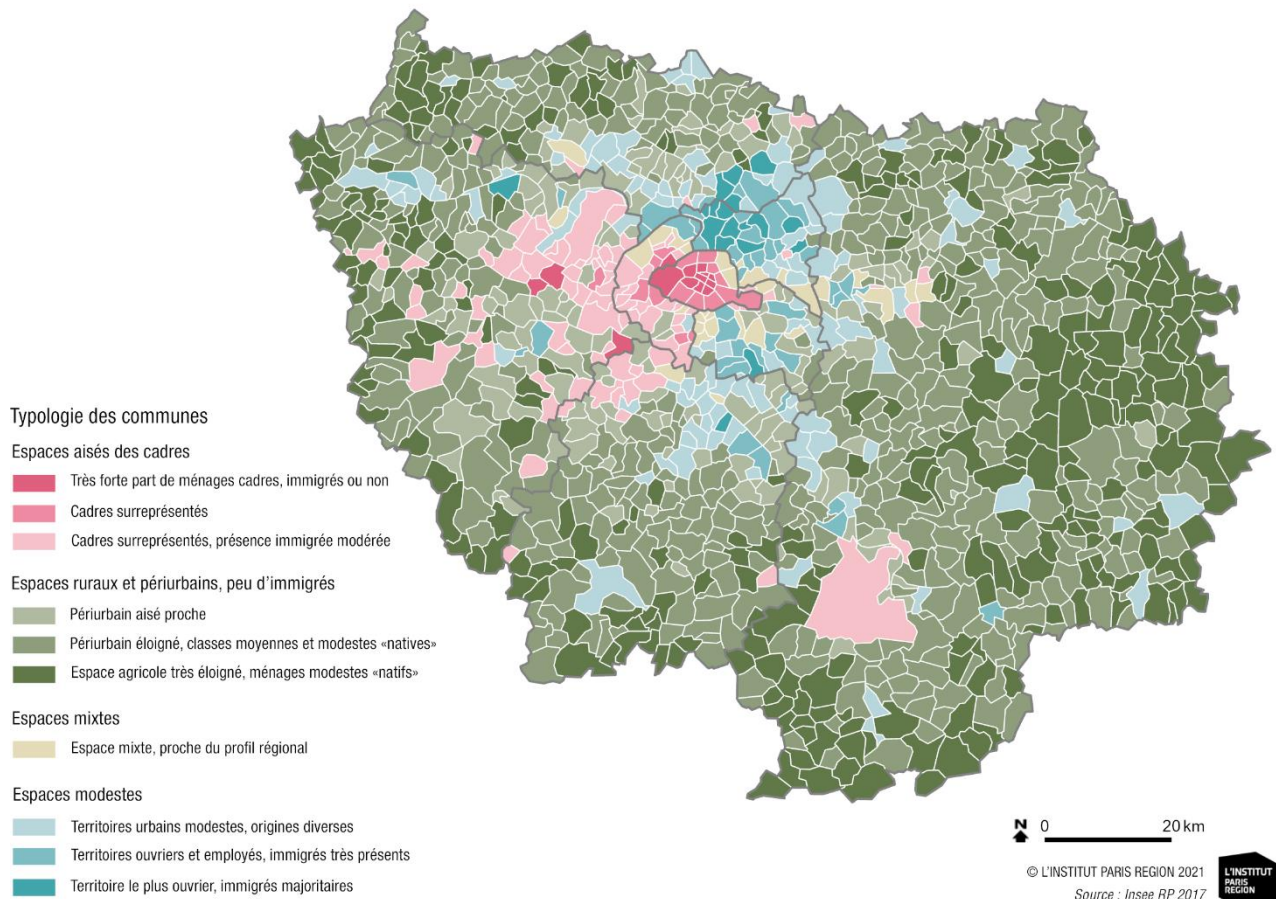 Typologie des communes
Espaces aisés des cadres
Très forte part de ménages cadres, immigrés ou non
Cadres surreprésentés
Cadres surreprésentés, présence immigrée modérée
Espaces ruraux et périurbains, peu d’immigrés
Périurbain aisé proche
Périurbain éloigné, classes moyennes et modestes «natives»
Espace agricole très éloigné, ménages modestes «natifs»
Espaces mixtes
Espace mixte, proche du profil régional
Espaces modestes
Territoires urbains modestes, origines diverses
Territoires ouvriers et employés, immigrés très présents
Territoire le plus ouvrier, immigrés majoritaires
N 0 20 km
© L'INSTITUT PARIS REGION 2021
Source : Insee RP 2017
L'INSTITUT
PARIS
REGION